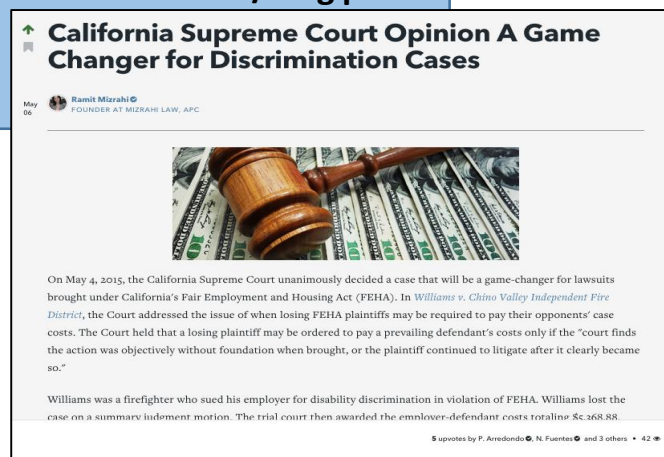 California Supreme Court Opinion A Game
Changer for Discrimination Cases
May
06
Ramit Mizrahi
FOUNDER AT MIZRAHI LAW, APC
On May 4, 2015, the California Supreme Court unanimously decided a case that will be a game-changer for lawsuits
brought under California's Fair Employment and Housing Act (FEHA). In Williams v. Chino Valley Independent Fire
District, the Court addressed the issue of when losing FEHA plaintiffs may be required to pay their opponents' case
costs. The Court held that a losing plaintiff may be ordered to pay a prevailing defendant's costs only if the "court finds
the action was objectively without foundation when brought, or the plaintiff continued to litigate after it clearly became
so."
Williams was a firefighter who sued his employer for disability discrimination in violation of FEHA. Williams lost the
case on a summary judgment motion. The trial court then awarded the employer-defendant costs totaling $5,368.88.
5 upvotes by P. Arredondo, N. Fuentes and 3 others • 42